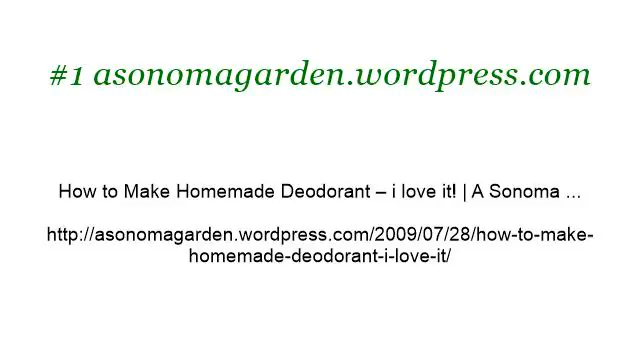 #1 asonomagarden.wordpress.com
How to Make Homemade Deodorant – i love it! | A Sonoma ...
http://asonomagarden.wordpress.com/2009/07/28/how-to-make-
homemade-deodorant-i-love-it/